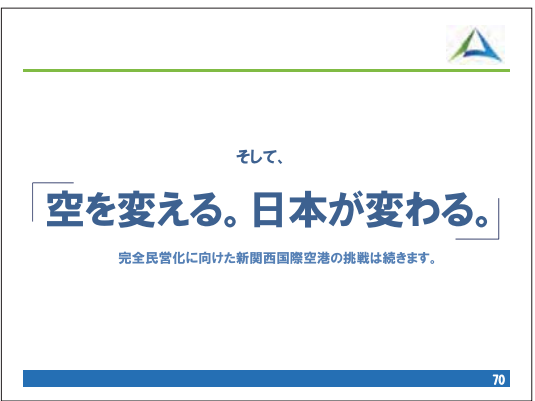 そして、
「空を変える。日本が変わる。」
完全民営化に向けた新関西国際空港の挑戦は続きます。
70